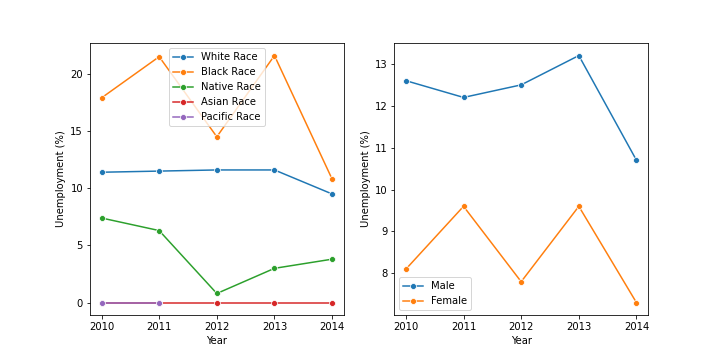 White Race
Black Race
Native Race
Asian Race
Pacific Race
Unemployment (%)
20
15
10
5
0
2010 2011 2012 2013 2014
Year
Unemployment (%)
13
12
11
10
9
8
Male
Female
2010 2011 2012 2013 2014
Year